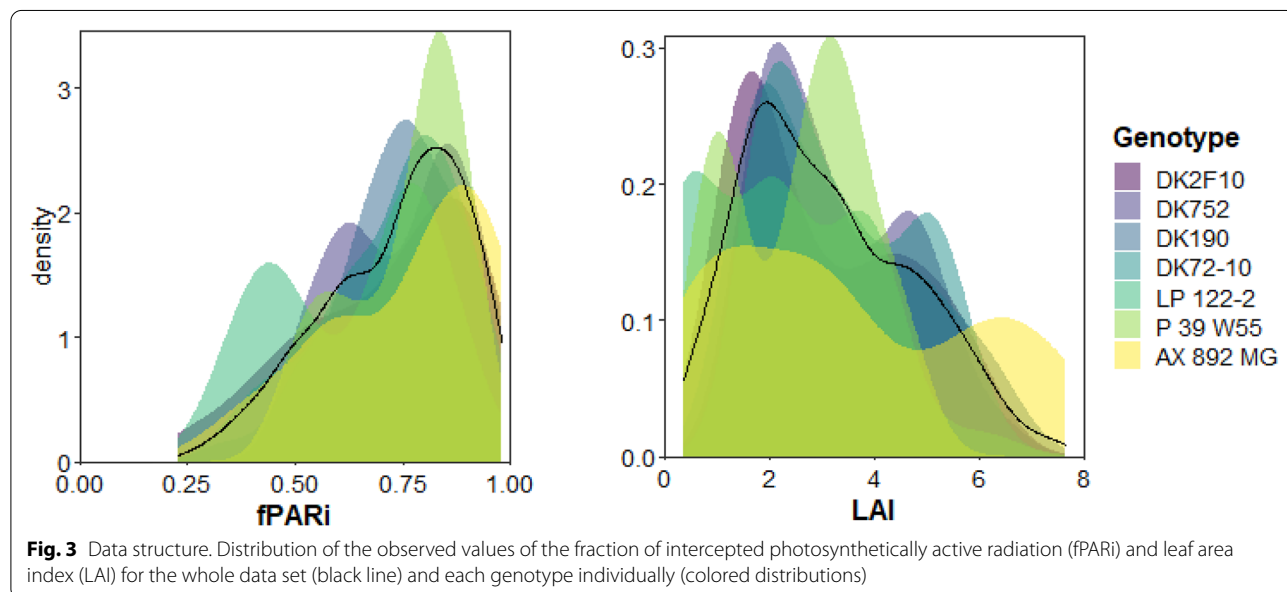 density
3
2
1
0
0.00 0.25 0.50 0.75 1.00
fPARi
0.3
0.2
0.1
0.0
0 2 4 6 8
LAI
Genotype
DK2F10
DK752
DK190
DK72-10
LP 122-2
P 39 W55
AX 892 MG
Fig. 3 Data structure. Distribution of the observed values of the fraction of intercepted photosynthetically active radiation (fPARi) and leaf area
index (LAI) for the whole data set (black line) and each genotype individually (colored distributions)